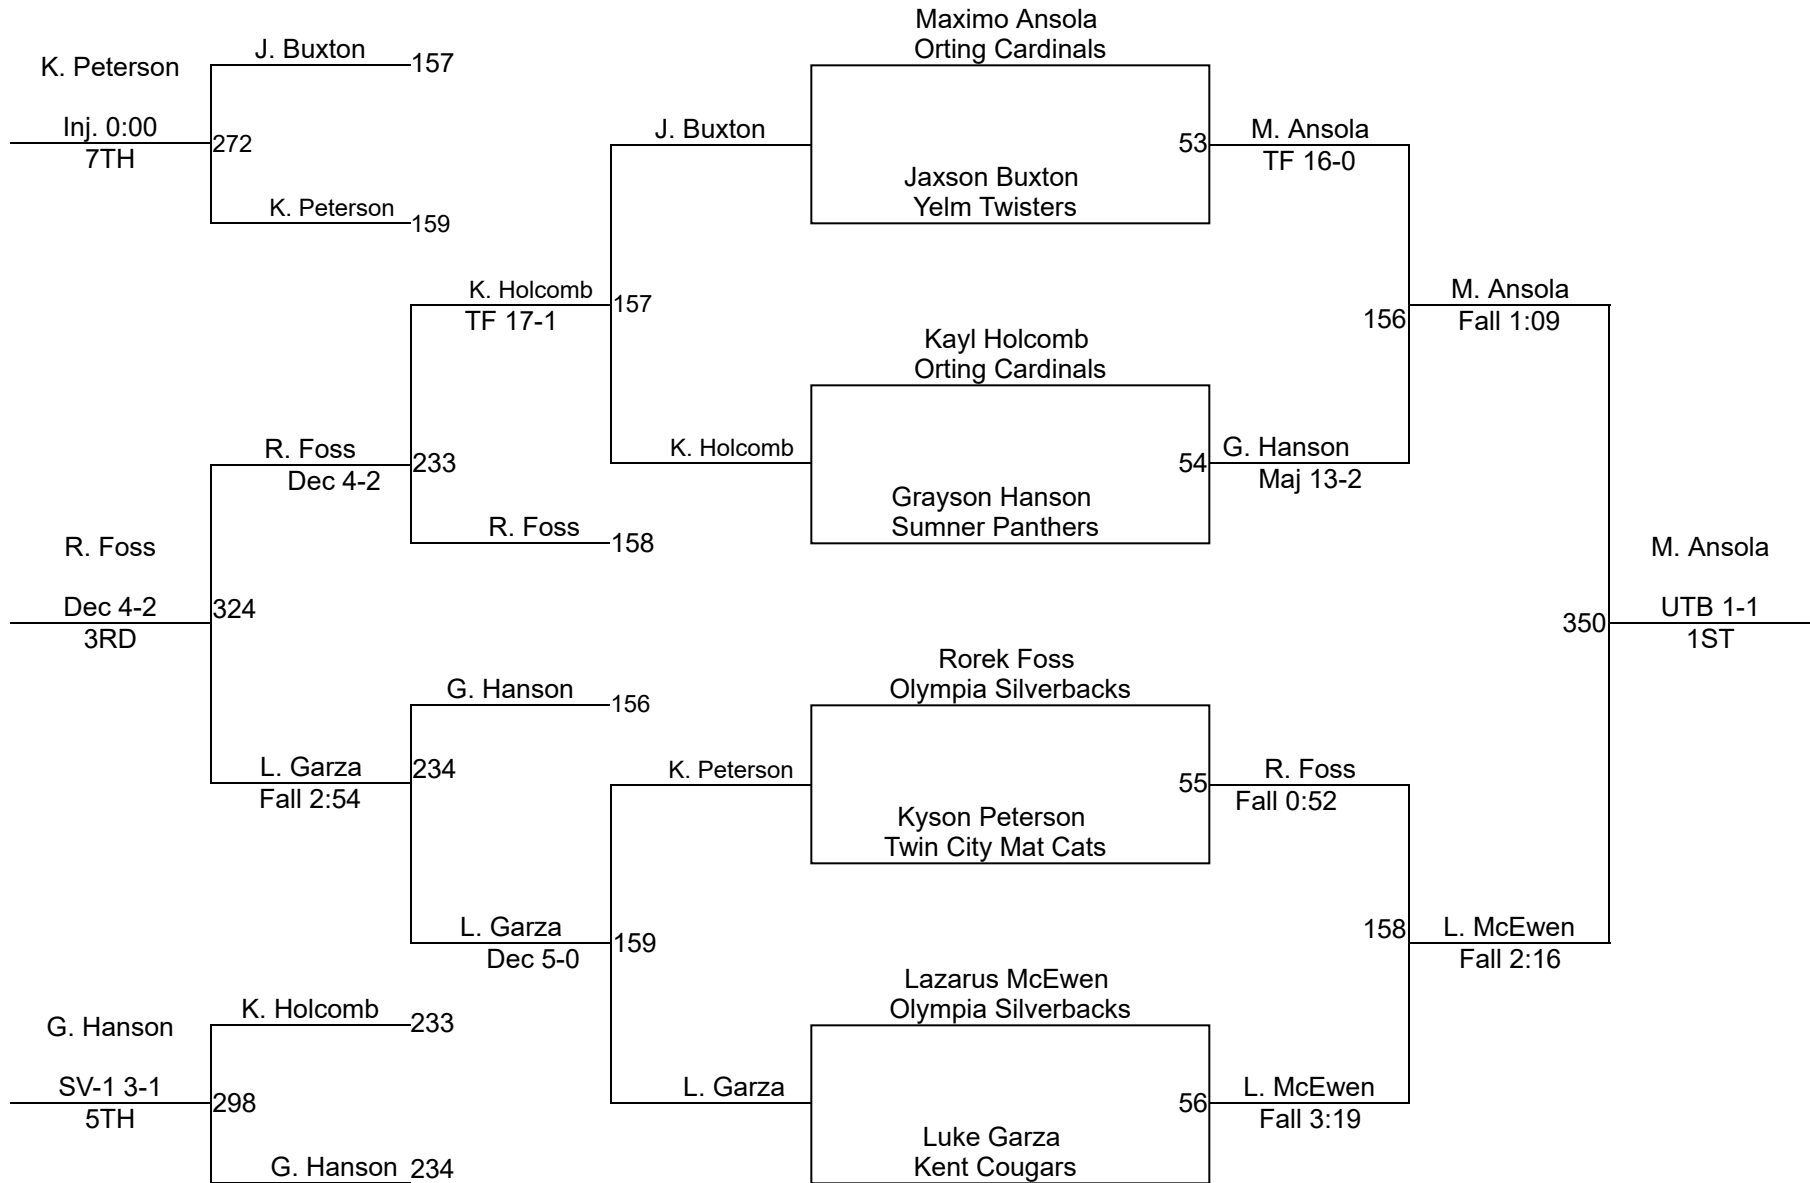 Maximo Ansola
Orting Cardinals
J. Buxton
157
K. Peterson
Inj. 0:00
7TH
272
J. Buxton
53
M. Ansola
TF 16-0
Jaxson Buxton
Yelm Twisters
K. Peterson
159
K. Holcomb
TF 17-1
157
M. Ansola
Fall 1:09
156
Kayl Holcomb
Orting Cardinals
R. Foss
Dec 4-2
233
K. Holcomb
54
G. Hanson
Maj 13-2
Grayson Hanson
Sumner Panthers
R. Foss
158
R. Foss
Dec 4-2
3RD
324
M. Ansola
UTB 1-1
1ST
350
Rorek Foss
Olympia Silverbacks
G. Hanson
156
L. Garza
Fall 2:54
234
K. Peterson
55
R. Foss
Fall 0:52
Kyson Peterson
Twin City Mat Cats
L. Garza
Dec 5-0
159
158
L. McEwen
Fall 2:16
Lazarus McEwen
Olympia Silverbacks
K. Holcomb
233
G. Hanson
SV-1 3-1
5TH
298
L. Garza
56
L. McEwen
Fall 3:19
Luke Garza
Kent Cougars
G. Hanson
234